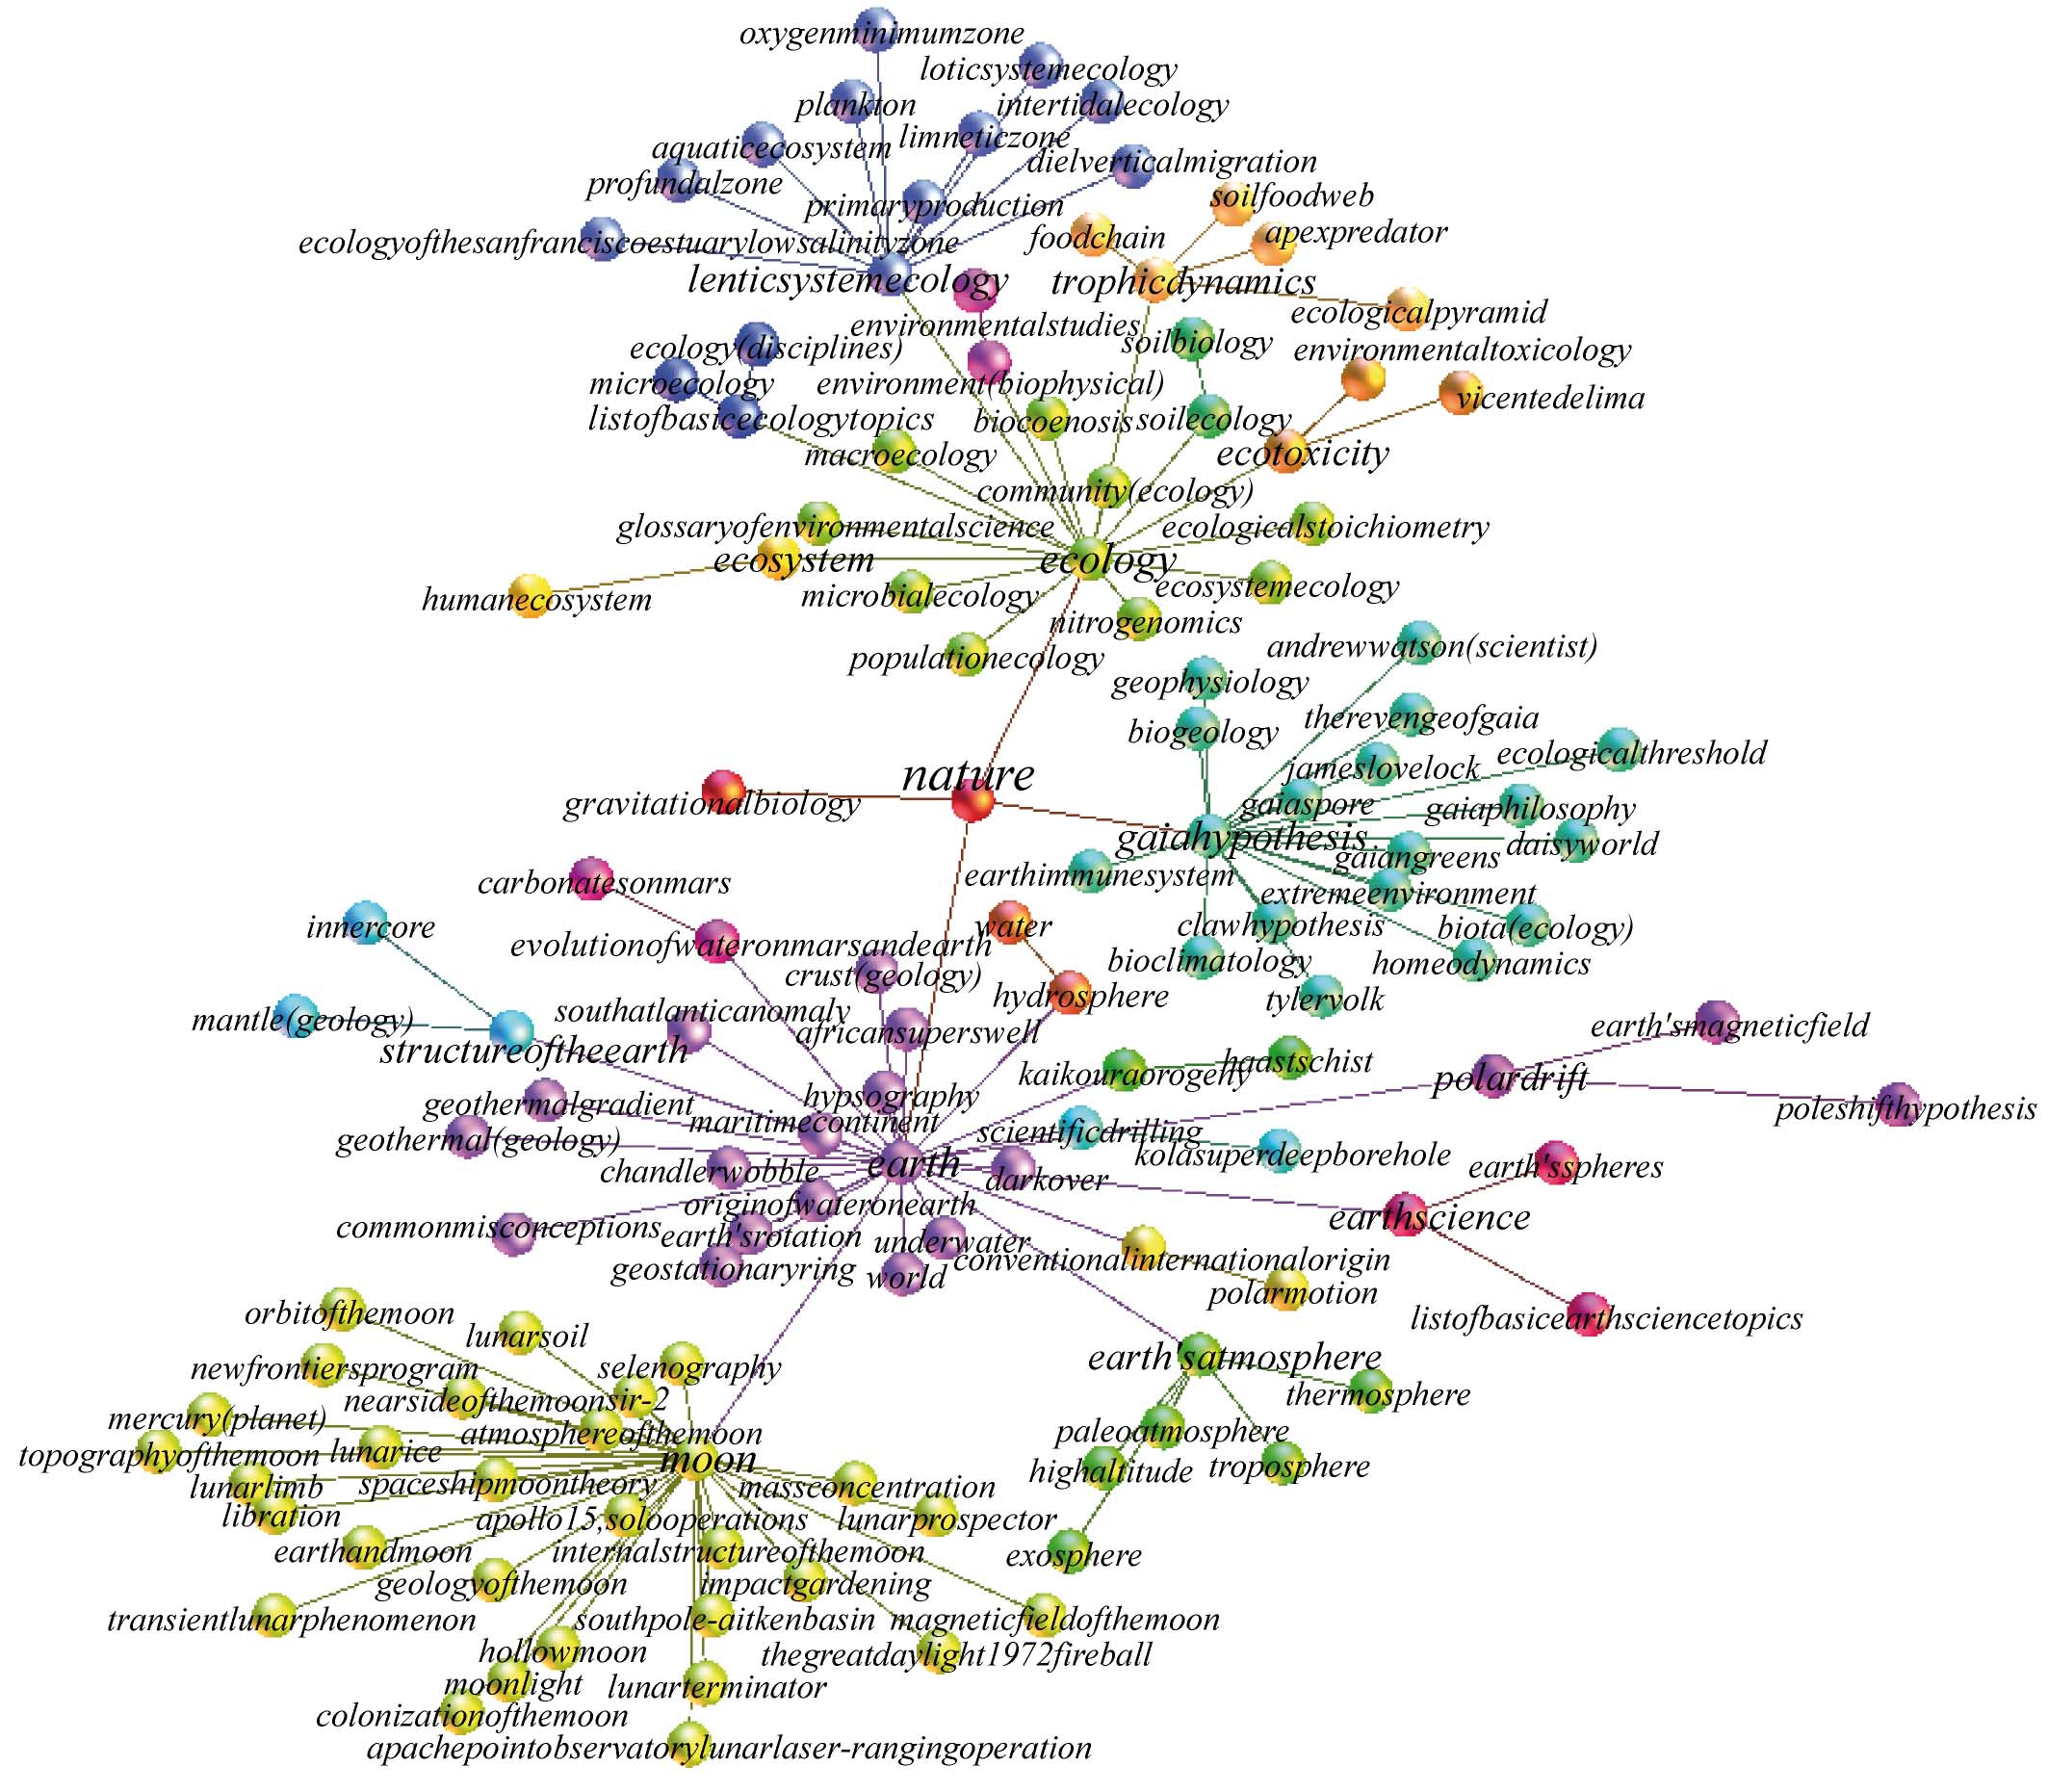 oxygenminimumzone
loticsystemecology
plankton
intertidalecology
limneticzone
aquaticecosystem
dielverticalmigration
profundalzone
soilfoodweb
primaryproduction
apexpredator
foodchain
ecologyofthesanfranciscoestuarylowsalinityzone
lenticsystemecology
trophicdynamics
ecologicalpyramid
environmentalstudies
soilbiology
ecology(disciplines)
environmentaltoxicology
microecology
environment(biophysical)
vicentedelima
listofbasicecologytopics
biocoenosis
soilecology
macroecology
ecotoxicity
community(ecology)
glossaryofenvironmentalscience
ecologicalstoichiometry
ecosystem
ecology
ecosystemecology
humanecosystem
microbialecology
nitrogenomics
populationecology
andrewwatson(scientist)
geophysiology
therevengeofgaia
biogeology
ecologicalthreshold
jameslovelock
nature
gravitationalbiology
gaiaspore
gaiaphilosophy
gaiahypothesis
daisyworld
gaiangreens
earthimmunesystem
carbonatesonmars
extremeenvironment
innercore
water
clawhypothesis
biota(ecology)
evolutionofwateronmarsandearth
bioclimatology
homeodynamics
crust(geology)
hydrosphere
tylervolk
southatlanticanomaly
mantle(geology)
africansuperswell
earth'smagneticfield
structureoftheearth
haastschist
kaikouraorogeny
polardrift
hypsography
geothermalgradient
poleshifthypothesis
maritimecontinent
scientificdrilling
geothermal(geology)
kolasuperdeepborehole
earth
earth'sspheres
chandlerwobble
darkover
originofwateronearth
earthscience
commonmisconceptions
earth'srotation
underwater
conventionalinternationalorigin
geostationaryring
world
polarmotion
orbitofthemoon
listofbasicearthsciencetopics
lunarsoil
earth'satmosphere
newfrontiersprogram
selenography
thermosphere
nearsideofthemoon
sir-2
mercury(planet)
paleoatmosphere
atmosphereofthemoon
topographyofthemoon
lunarice
moon
highaltitude
troposphere
lunarlimb
spaceshipmoontheory
massconcentration
libration
apollo15,solooperations
lunarprospector
earthandmoon
internalstructureofthemoon
exosphere
geologyofthemoon
impactgardening
transientlunarphenomenon
southpole-aitkenbasin
magneticfieldofthemoon
hollowmoon
thegreatdaylight1972fireball
moonlight
lunarterminator
colonizationofthemoon
apachepointobservatorylunarlaser-rangingoperation